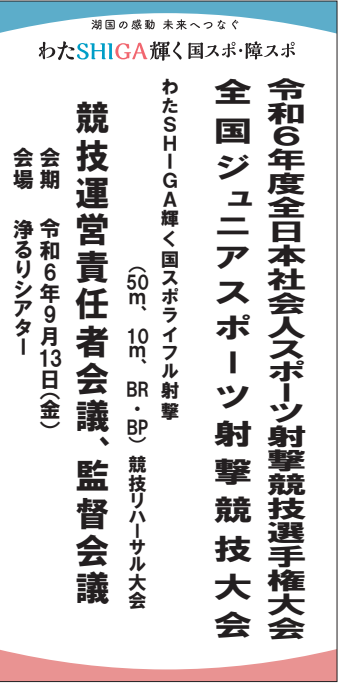 湖国の感動 未来へつなぐ
わたSHIGA輝く国スポ・障スポ
令和6年度全日本社会人スポーツ射撃競技選手権大会
全国ジュニアスポーツ射撃競技大会
わたSHIGA輝く国スポライフル射撃
(50m、10m、BR・BP)競技リハーサル大会
競技運営責任者会議、監督会議
会期 令和6年9月13日(金)
会場 浄るりシアター